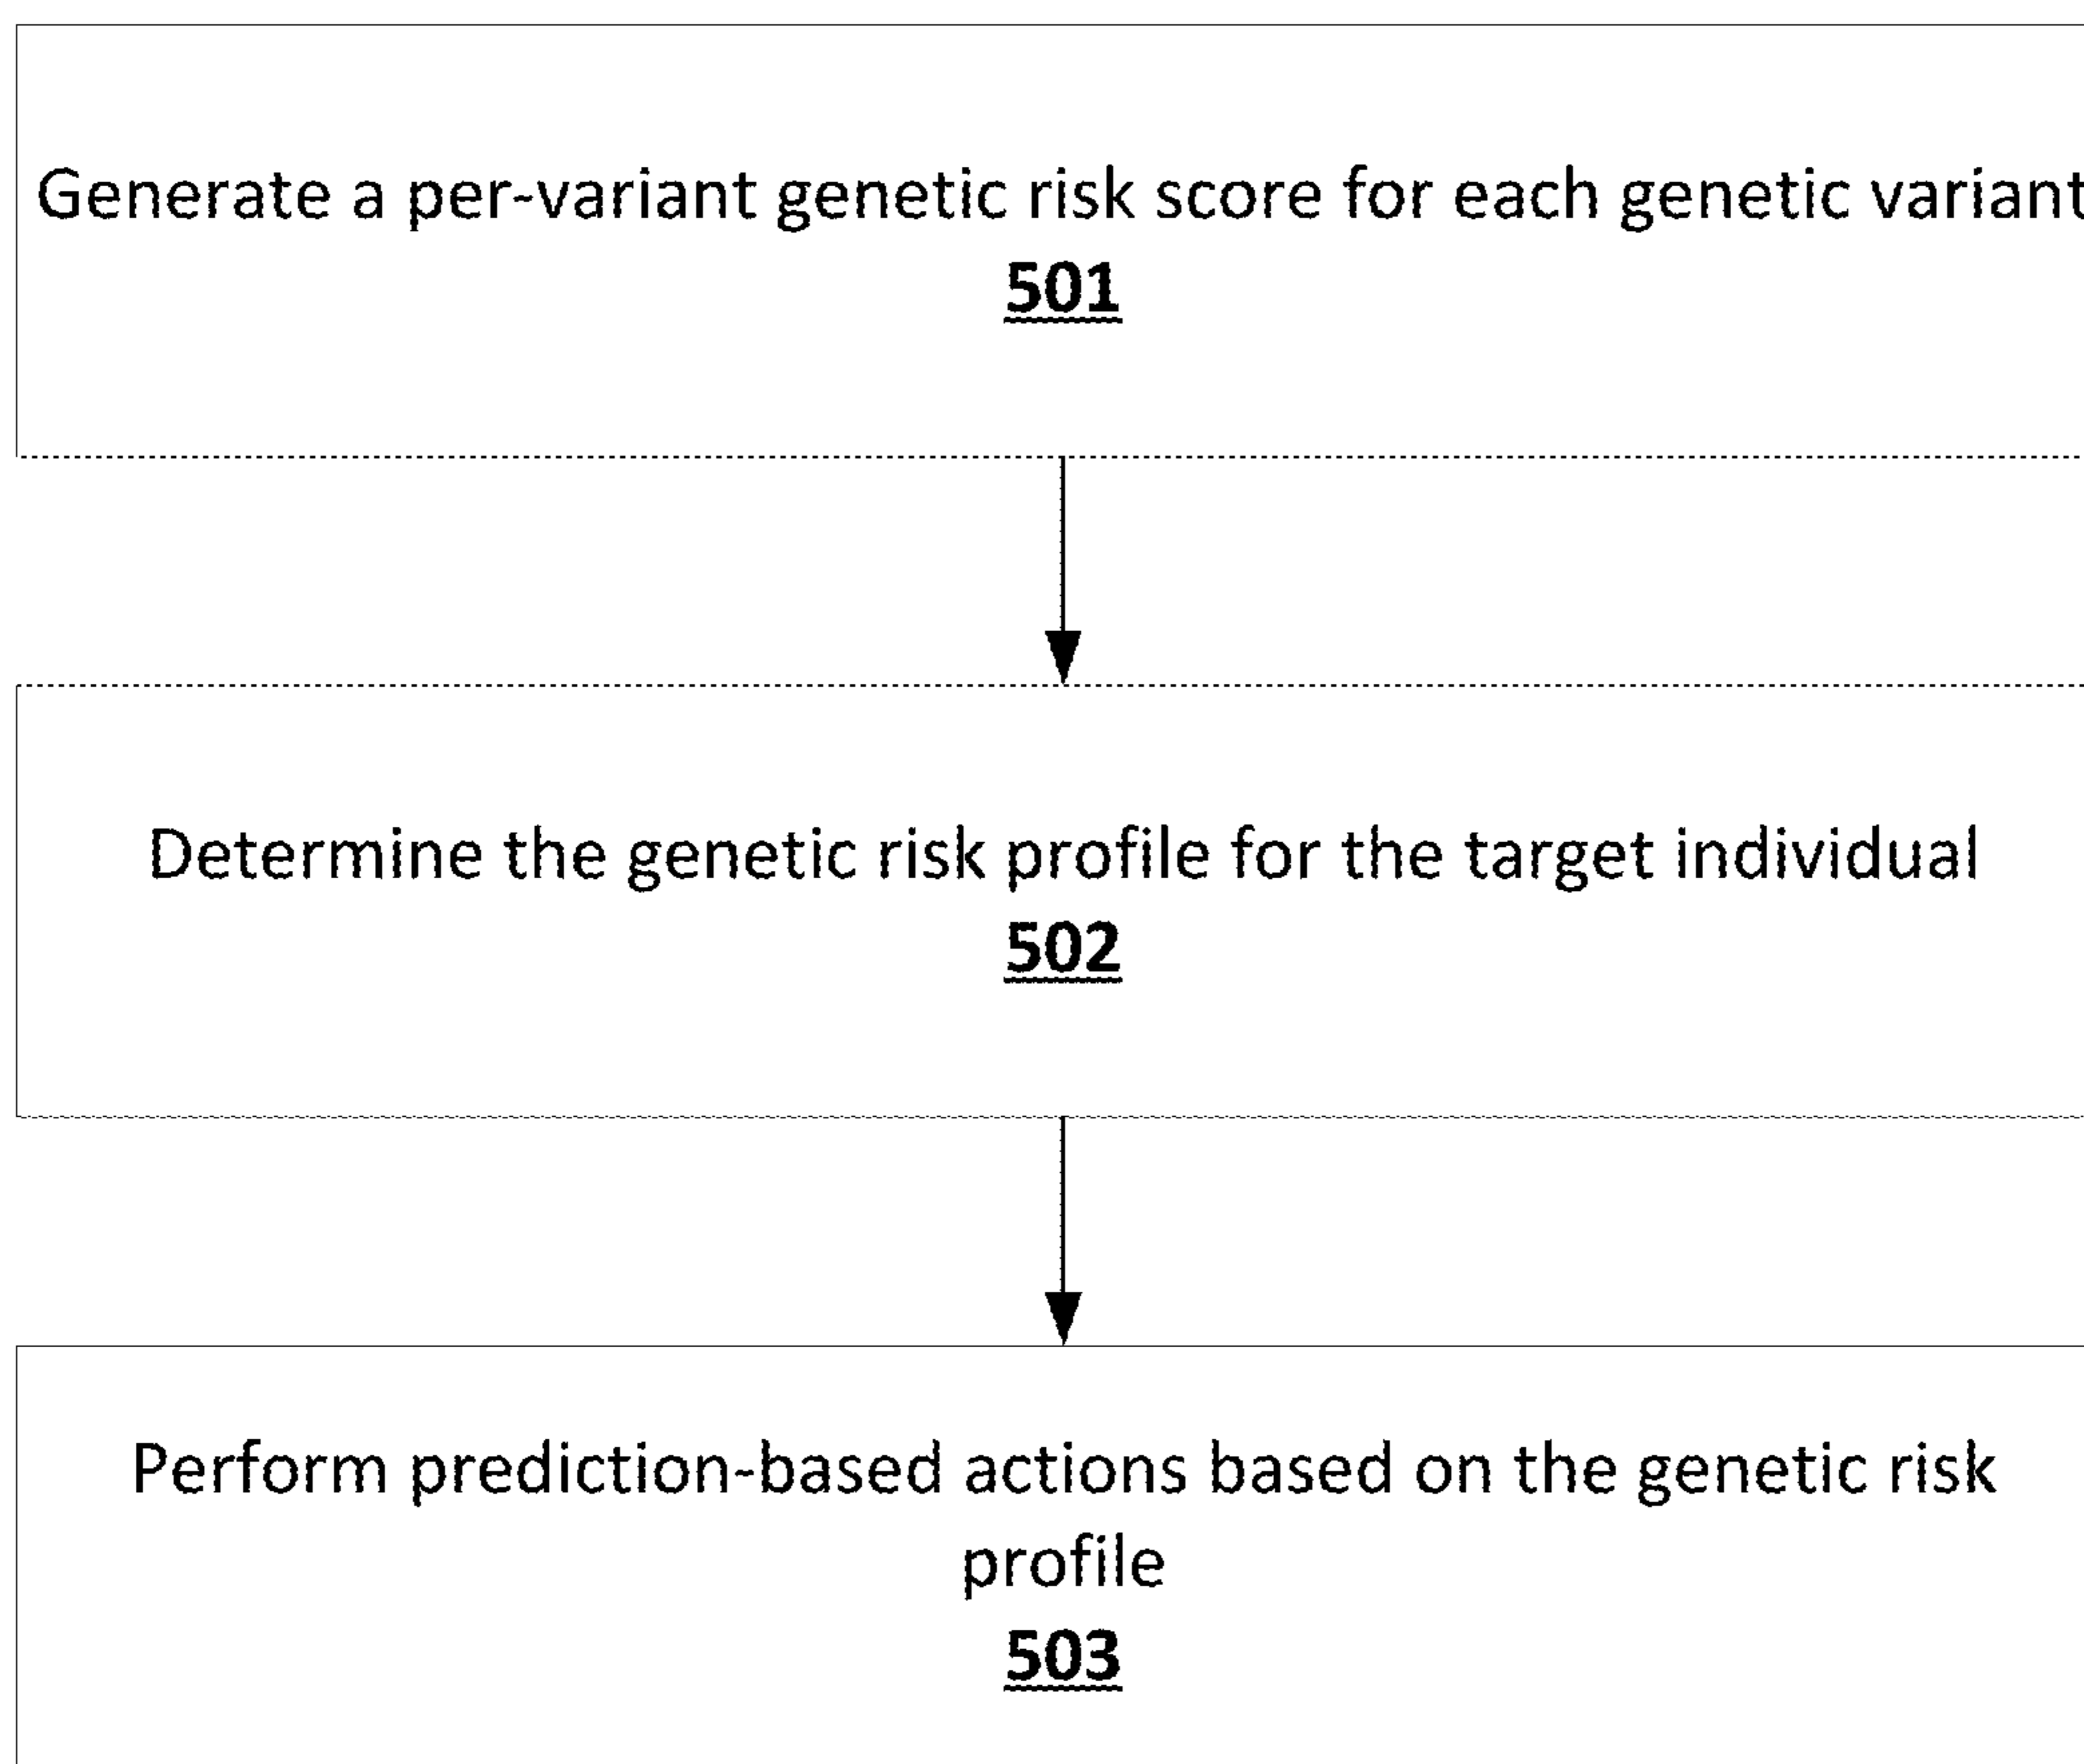 Generate a per-variant genetic risk score for each genetic variant
501
Determine the genetic risk profile for the target individual
502
Perform prediction-based actions based on the genetic risk
profile
503